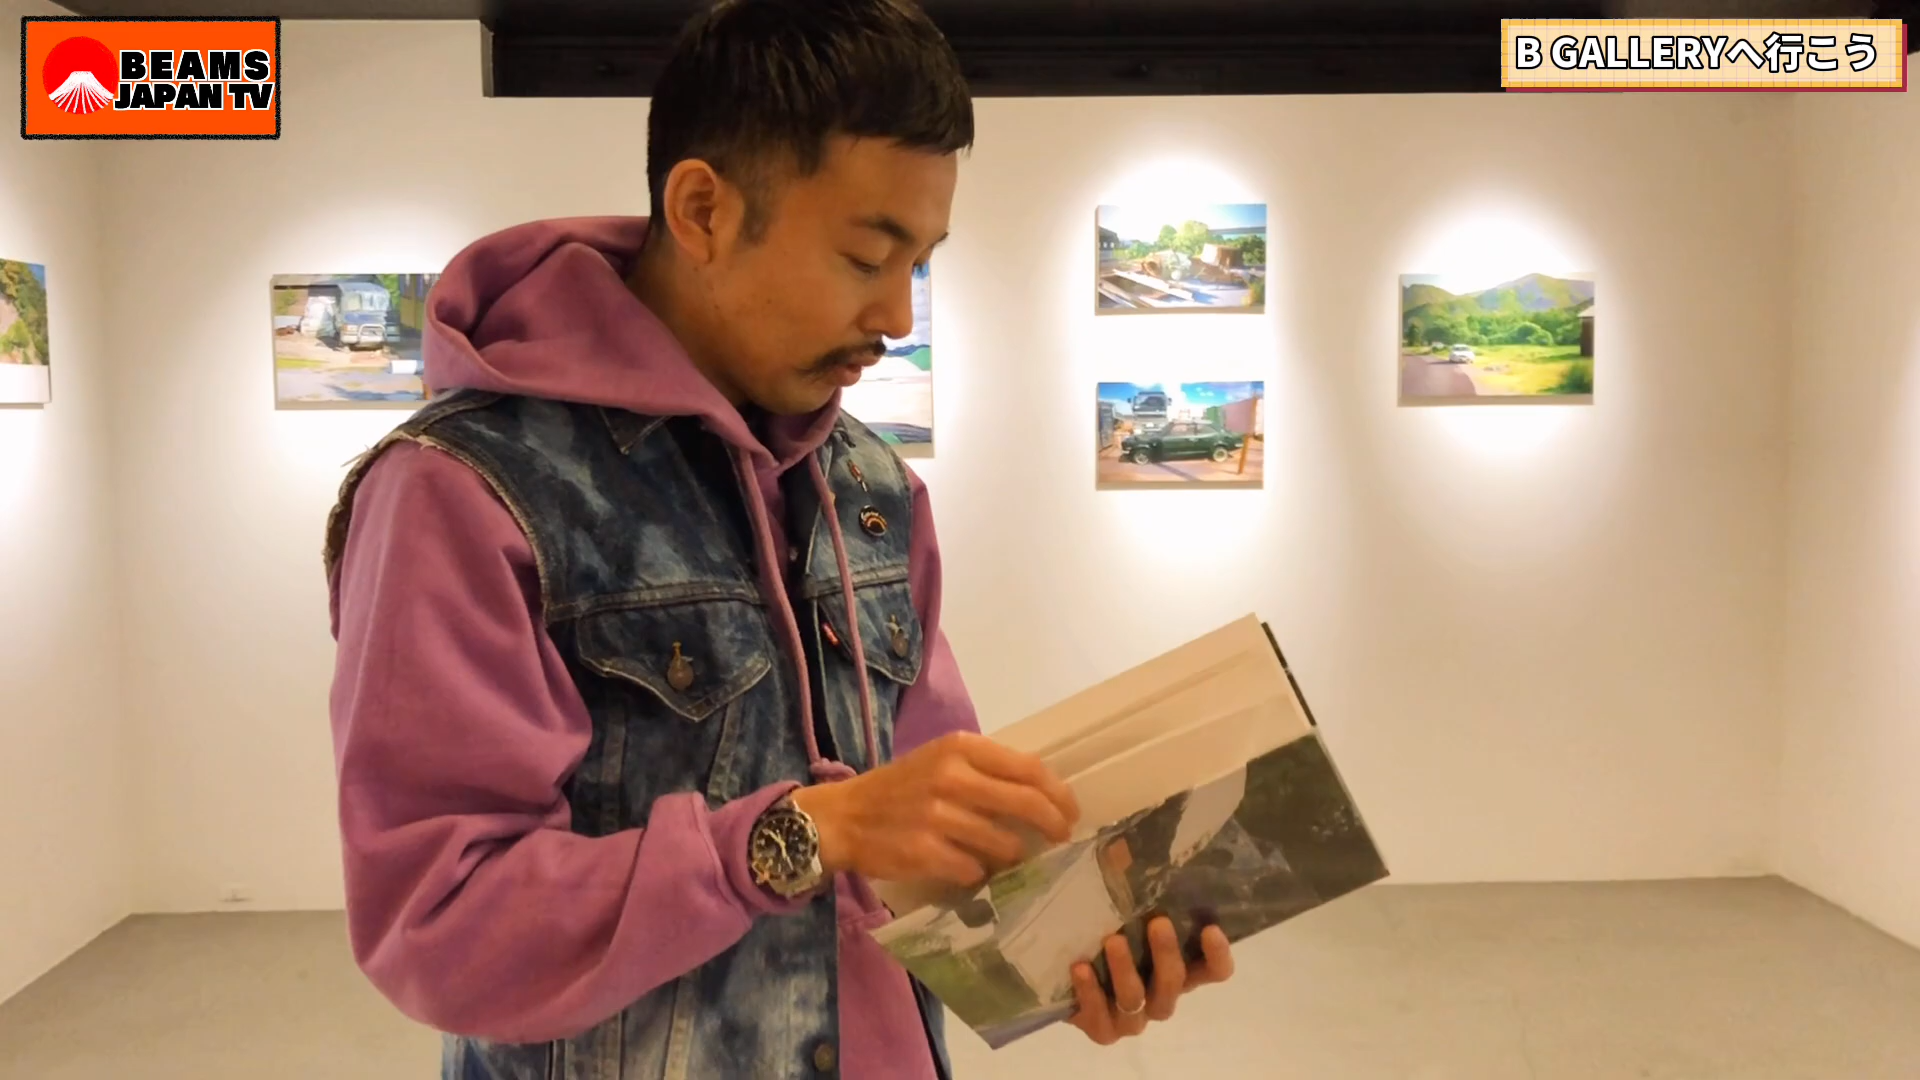 BEAMS
JAPAN TV
B GALLERYへ行こう